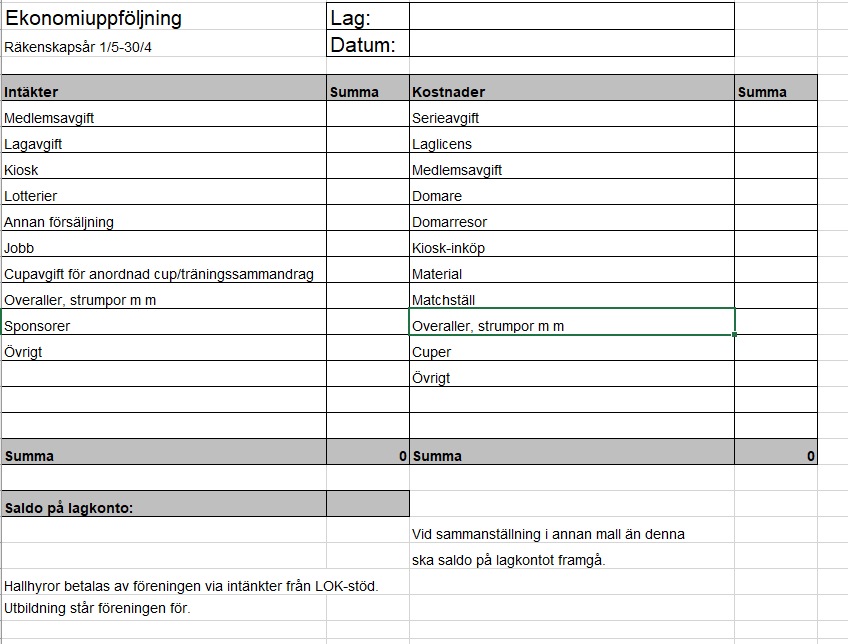 Ekonomiuppföljning Lag:
Räkenskapsår 1/5-30/4 Datum:
Intäkter Summa Kostnader Summa
Medlemsavgift Serieavgift
Lagavgift Laglicens
Kiosk Medlemsavgift
Lotterier Domare
Annan försäljning Domarresor
Jobb Kiosk-inköp
Cupavgift för anordnad cup/träningssammandrag Material
Overaller, strumpor m m Matchställ
Sponsorer Overaller, strumpor m m
Övrigt Cuper
Övrigt
Summa 0 Summa 0
Saldo på lagkonto:
Vid sammanställning i annan mall än denna
ska saldo på lagkontot framgå.
Hallhyror betalas av föreningen via intänkter från LOK-stöd.
Utbildning står föreningen för.